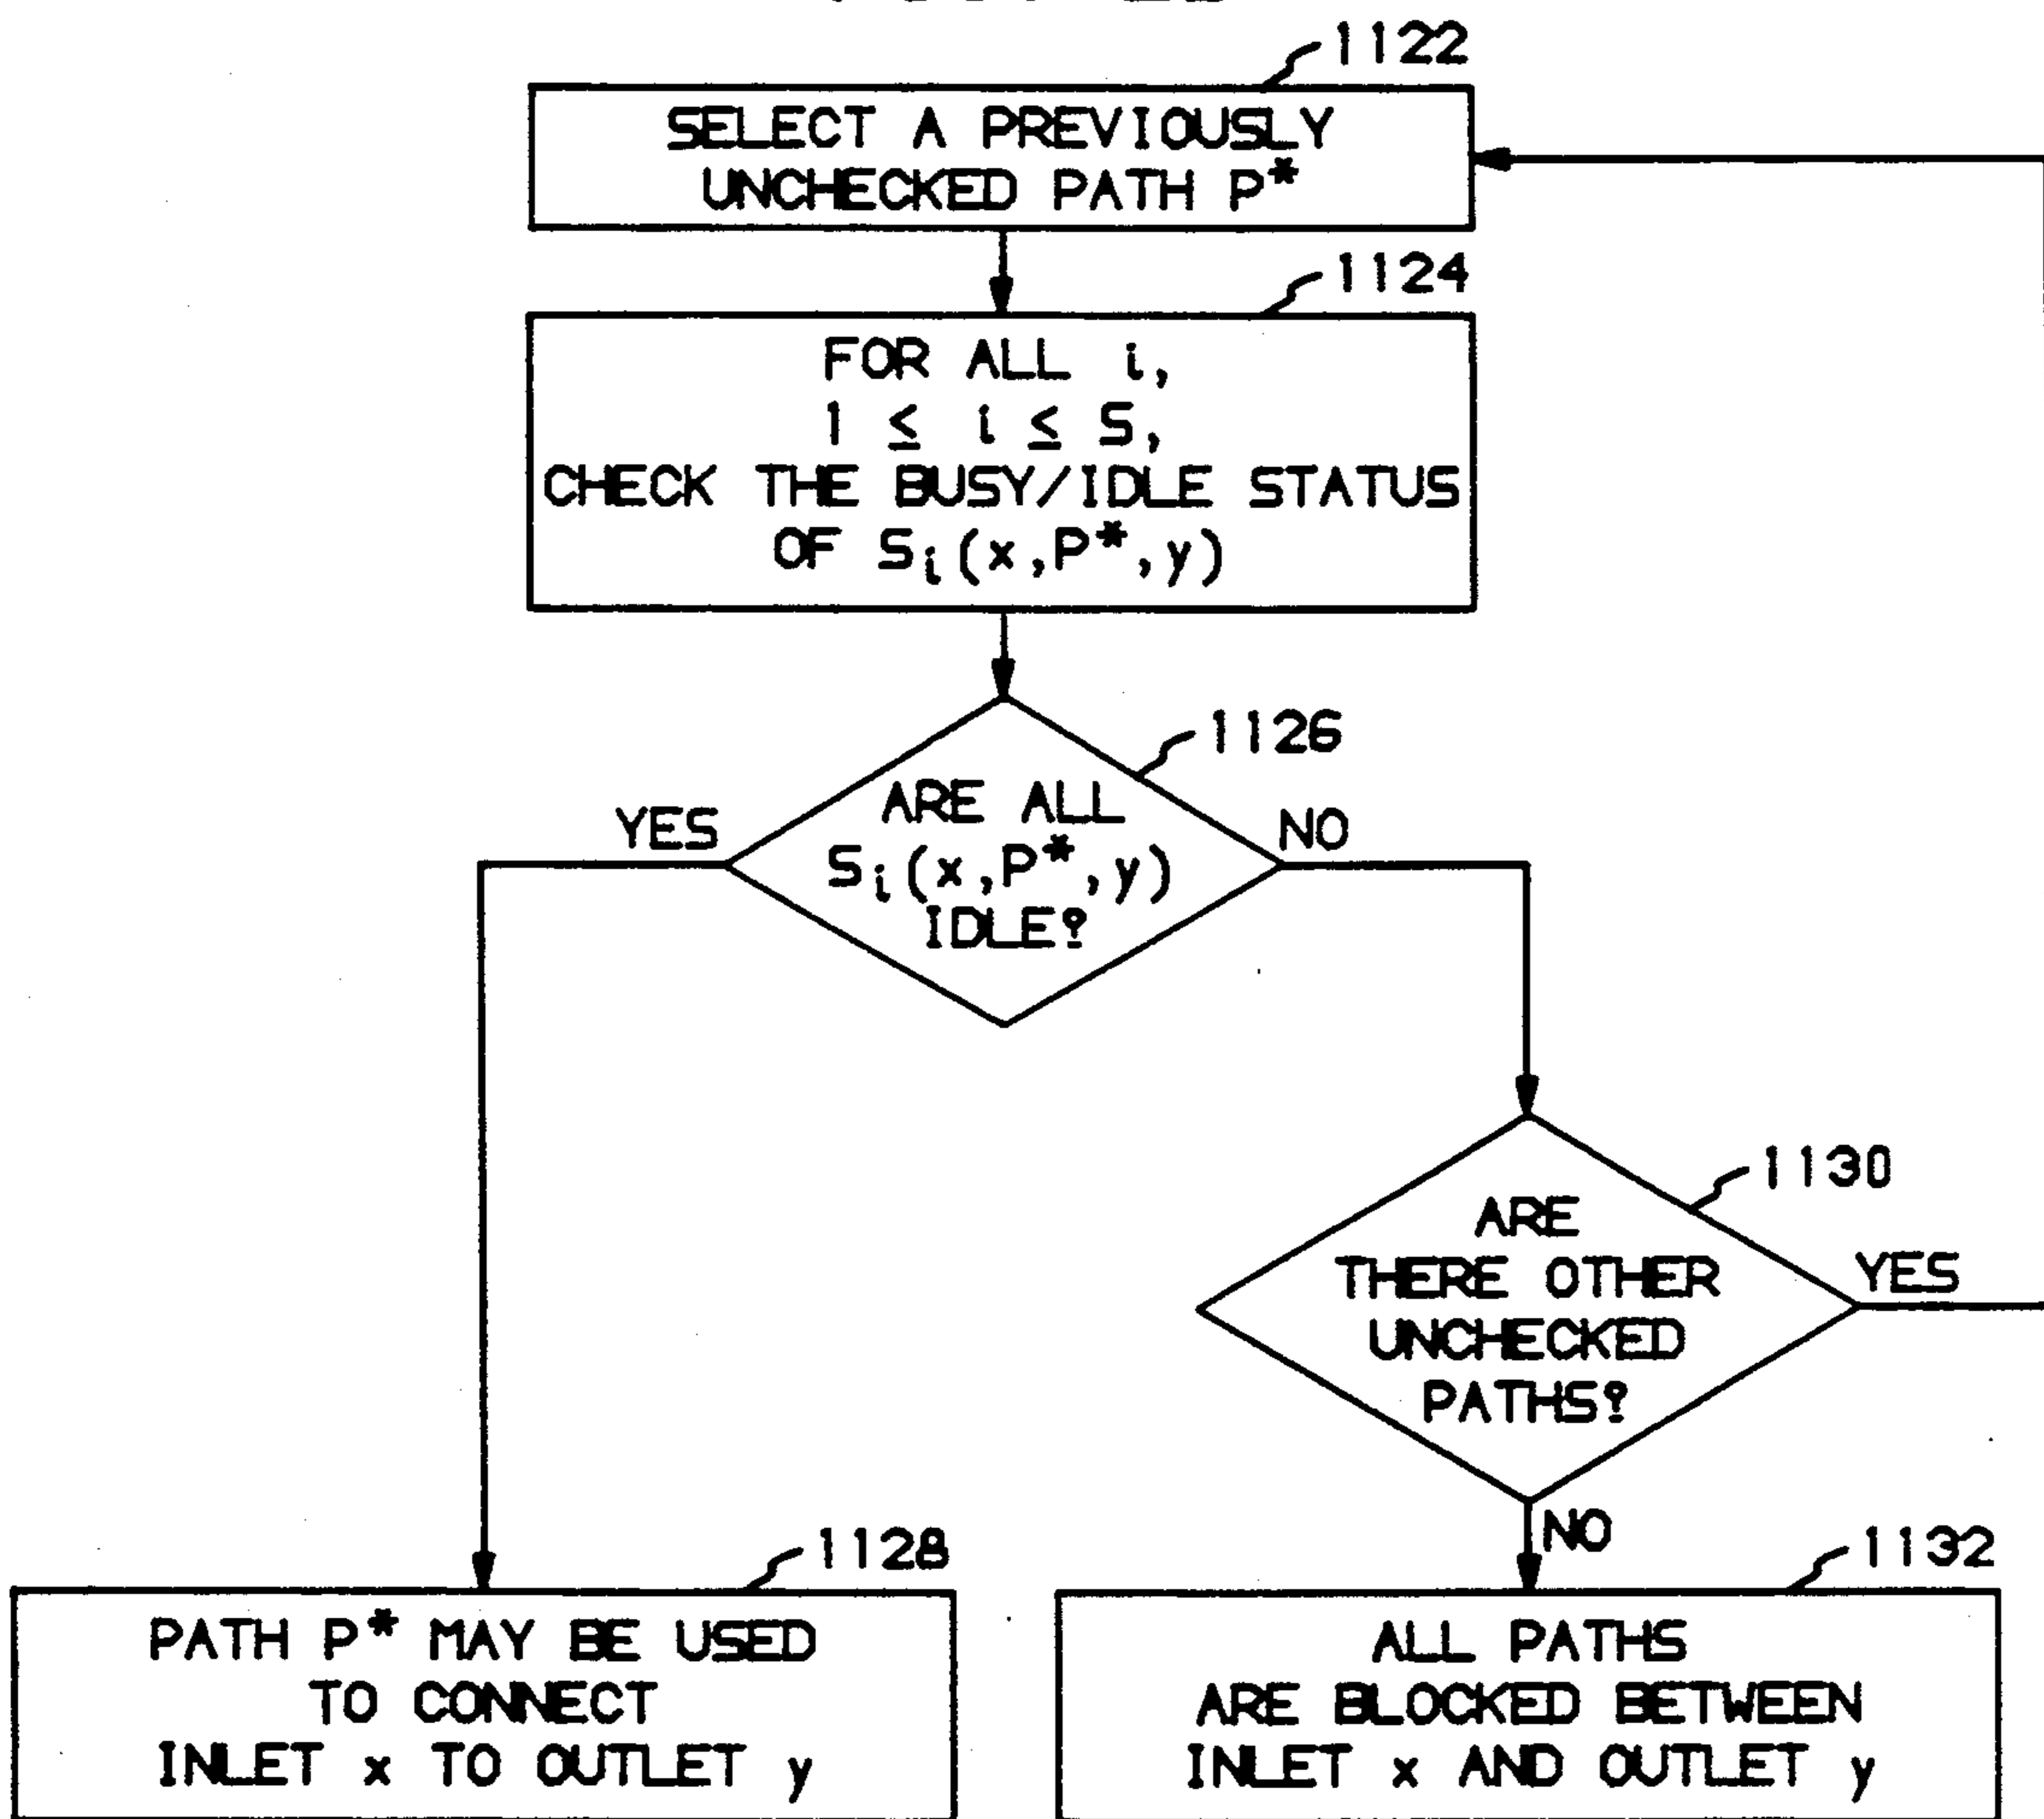 1122
SELECT A PREVIOUSLY
UNCHECKED PATH P*
1124
FOR ALL i,
1 ≤ i ≤ S,
CHECK THE BUSY/IDLE STATUS
OF Si(x,P*,y)
1126
ARE ALL
Si(x,P*,y)
IDLE?
YES
NO
1130
ARE
THERE OTHER
UNCHECKED
PATHS?
YES
NO
1128
PATH P* MAY BE USED
TO CONNECT
INLET x TO OUTLET y
1132
ALL PATHS
ARE BLOCKED BETWEEN
INLET x AND OUTLET y